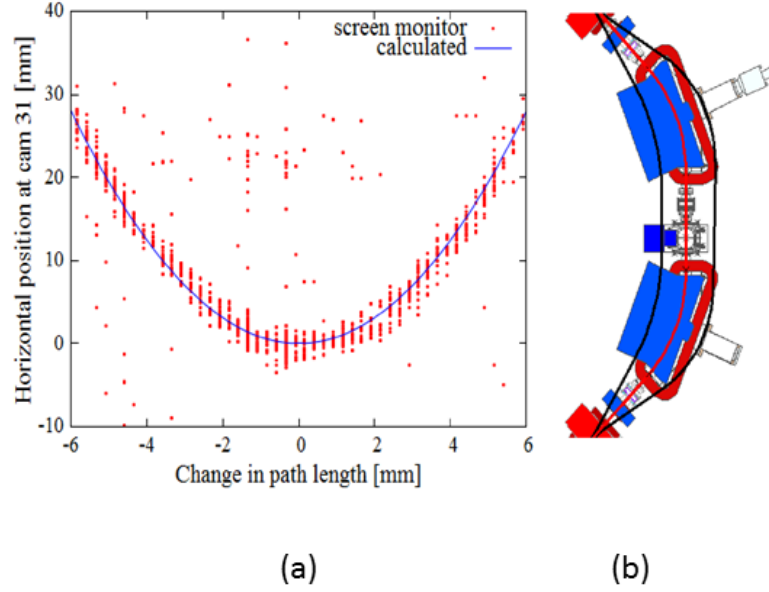 screen monitor
calculated
Horizontal position at cam 31 [mm]
40
30
20
10
0
-10
-6
-4
-2
0
2
4
6
Change in path length [mm]
(a)
(b)